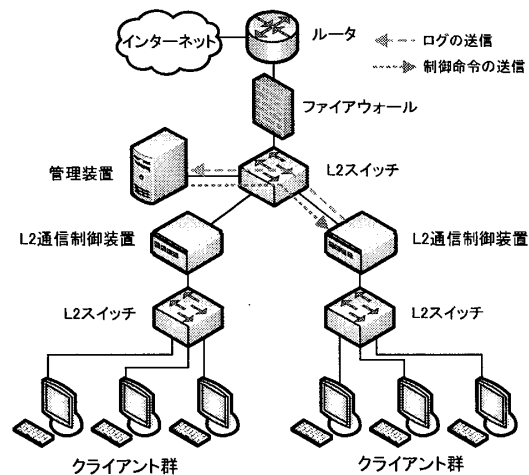 インターネット
ルータ
ログの送信
制御命令の送信
ファイアウォール
管理装置
L2スイッチ
L2通信制御装置
L2通信制御装置
L2スイッチ
L2スイッチ
クライアント群
クライアント群